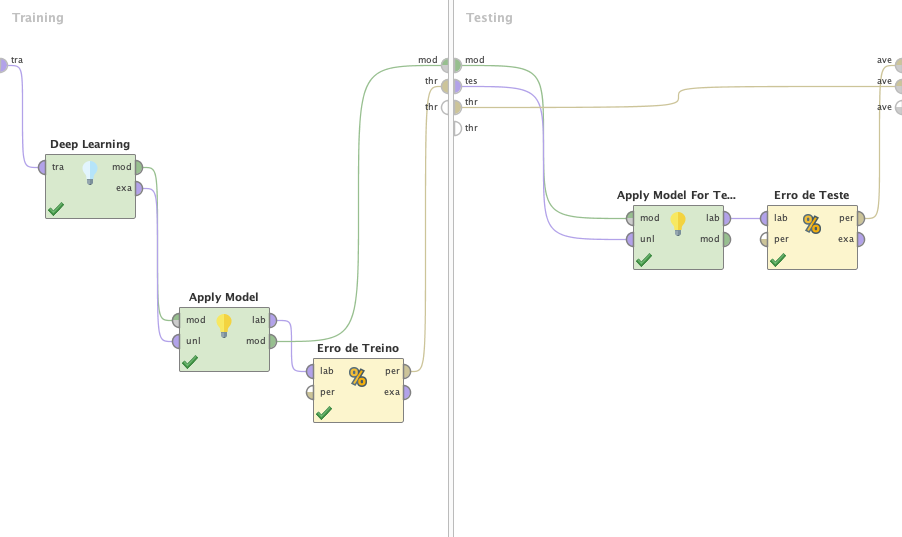 Training
tra
Deep Learning
tra
mod
exa
Apply Model
mod
lab
unl
mod
Erro de Treino
lab
per
per
exa
mod
thr
thr
Testing
mod
tes
thr
thr
Apply Model For Te...
mod
lab
unl
mod
Erro de Teste
lab
per
per
exa
ave
ave
ave